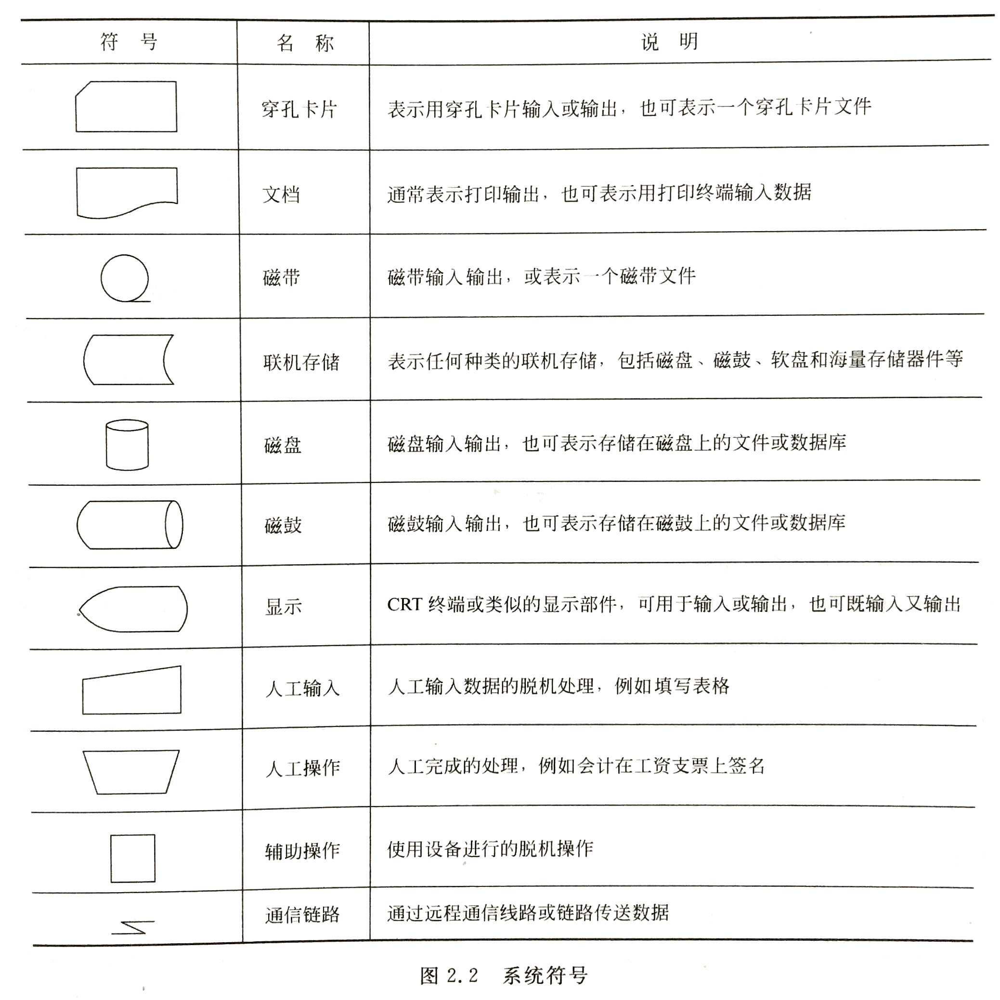 符 号 名 称 说 明
穿孔卡片 表示用穿孔卡片输入或输出，也可表示一个穿孔卡片文件
文档 通常表示打印输出，也可表示用打印终端输入数据
磁带 磁带输入输出，或表示一个磁带文件
联机存储 表示任何种类的联机存储，包括磁盘、磁鼓、软盘和海量存储器件等
磁盘 磁盘输入输出，也可表示存储在磁盘上的文件或数据库
磁鼓 磁鼓输入输出，也可表示存储在磁鼓上的文件或数据库
显示 CRT 终端或类似的显示部件，可用于输入或输出，也可既输入又输出
人工输入 人工输入数据的脱机处理，例如填写表格
人工操作 人工完成的处理，例如会计在工资支票上签名
辅助操作 使用设备进行的脱机操作
通信链路 通过远程通信线路或链路传送数据
图 2.2 系统符号